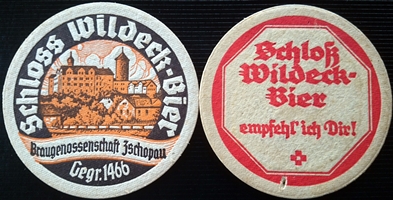 Schloss Wildeck-Bier
Braugenossenschaft Zschopau
Gegr. 1466
Schloß
Wildeck-
Bier
empfehl' ich Dir!